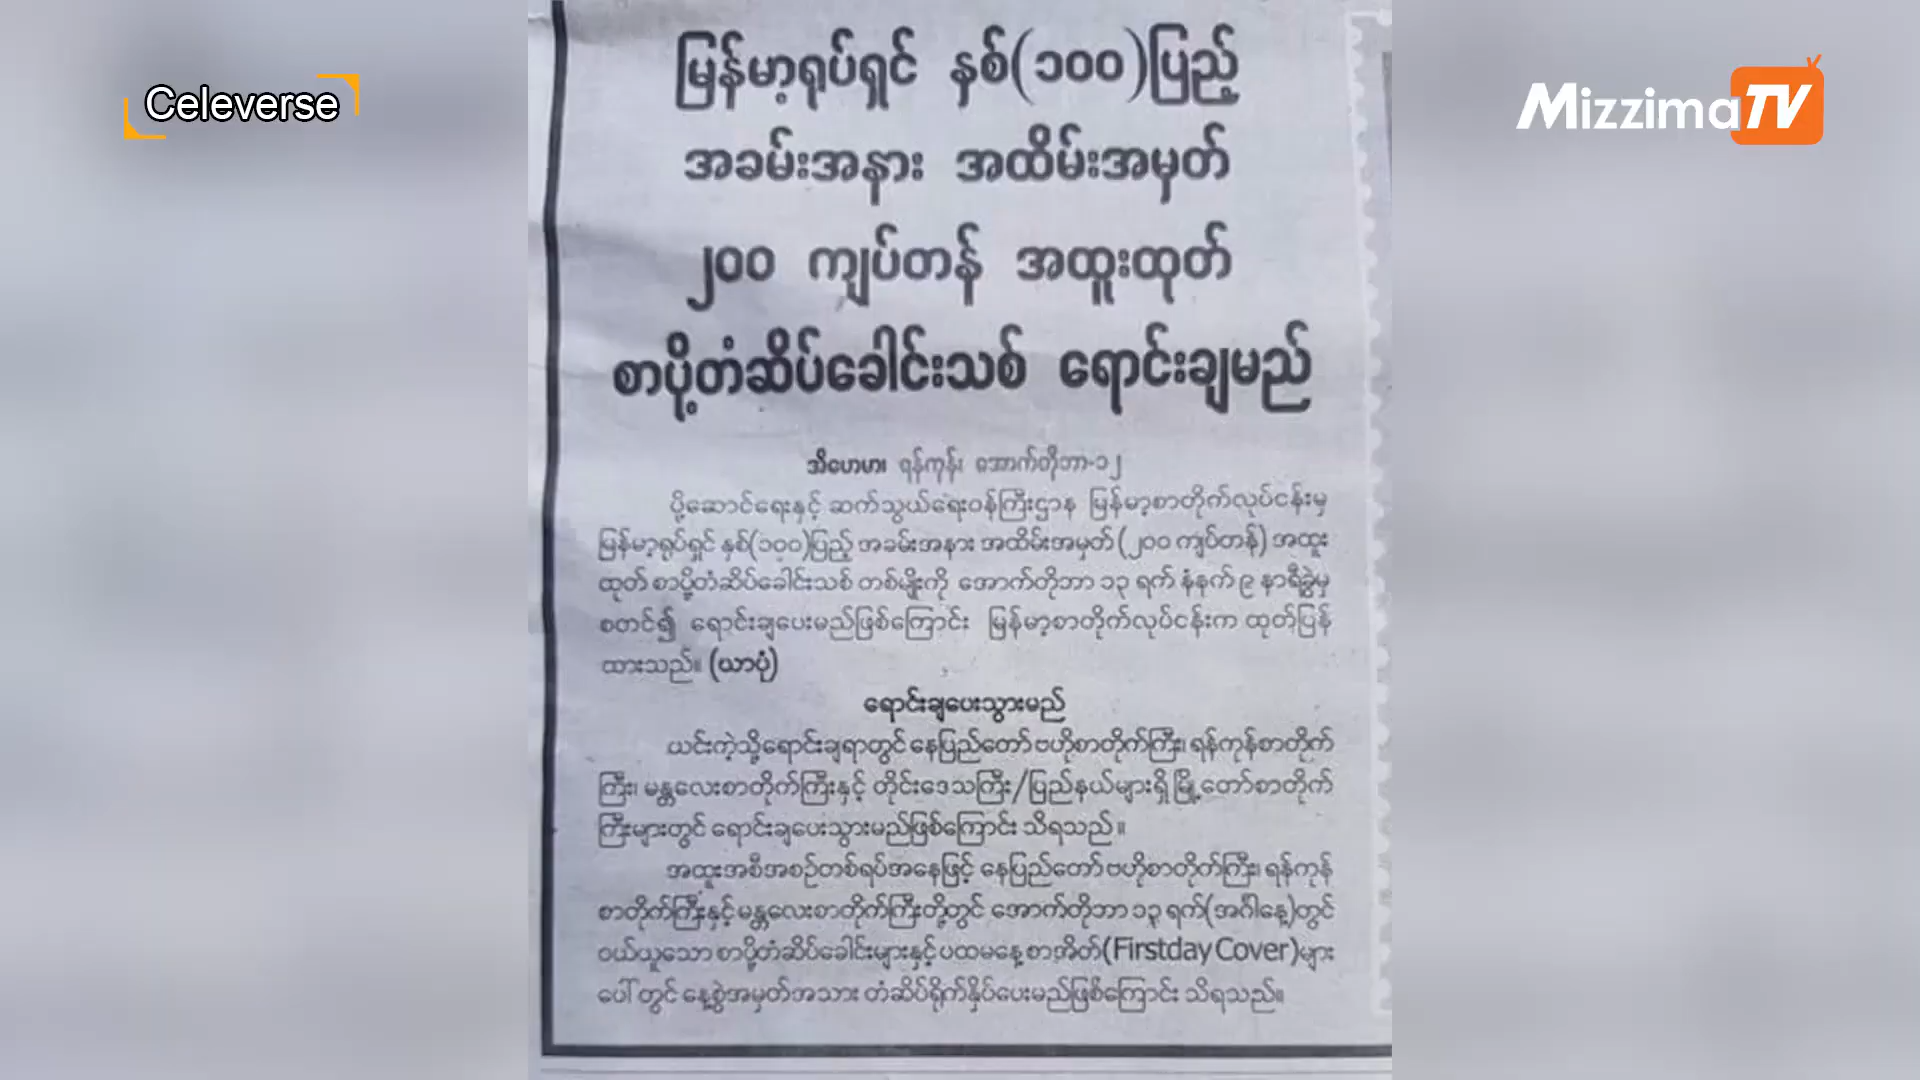 Celeverse
MizzimaTV
မြန်မာ့ရုပ်ရှင် နှစ်(၁၀၀)ပြည့်
အခမ်းအနား အထိမ်းအမှတ်
၂၀၀ ကျပ်တန် အထူးထုတ်
စာပို့တံဆိပ်ခေါင်းသစ် ရောင်းချမည်
အိဟေမာ၊ ရန်ကုန်၊ အောက်တိုဘာ-၁၂
ပို့ဆောင်ရေးနှင့် ဆက်သွယ်ရေးဝန်ကြီးဌာန မြန်မာ့စာတိုက်လုပ်ငန်းမှ
မြန်မာ့ရုပ်ရှင် နှစ်(၁၀၀)ပြည့် အခမ်းအနား အထိမ်းအမှတ် (၂၀၀ ကျပ်တန်) အထူး
ထုတ် စာပို့တံဆိပ်ခေါင်းသစ် တစ်မျိုးကို အောက်တိုဘာ ၁၃ ရက် နံနက် ၉ နာရီခွဲမှ
စတင်၍ ရောင်းချပေးမည်ဖြစ်ကြောင်း မြန်မာ့စာတိုက်လုပ်ငန်းက ထုတ်ပြန်
ထားသည်။ (ယာပုံ)
ရောင်းချပေးသွားမည်
ယင်းကဲ့သို့ရောင်းချရာတွင် နေပြည်တော် ဗဟိုစာတိုက်ကြီး၊ ရန်ကုန်စာတိုက်
ကြီး၊ မန္တလေးစာတိုက်ကြီးနှင့် တိုင်းဒေသကြီး/ပြည်နယ်များရှိ မြို့တော်စာတိုက်
ကြီးများတွင် ရောင်းချပေးသွားမည်ဖြစ်ကြောင်း သိရသည်။
အထူးအစီအစဉ်တစ်ရပ်အနေဖြင့် နေပြည်တော် ဗဟိုစာတိုက်ကြီး၊ ရန်ကုန်
စာတိုက်ကြီးနှင့် မန္တလေးစာတိုက်ကြီးတို့တွင် အောက်တိုဘာ ၁၃ ရက်(အင်္ဂါနေ့)တွင်
ဝယ်ယူသော စာပို့တံဆိပ်ခေါင်းများနှင့် ပထမနေ့ စာအိတ်(Firstday Cover)များ
ပေါ်တွင် နေ့စွဲအမှတ်အသား တံဆိပ်ရိုက်နှိပ်ပေးမည်ဖြစ်ကြောင်း သိရသည်။